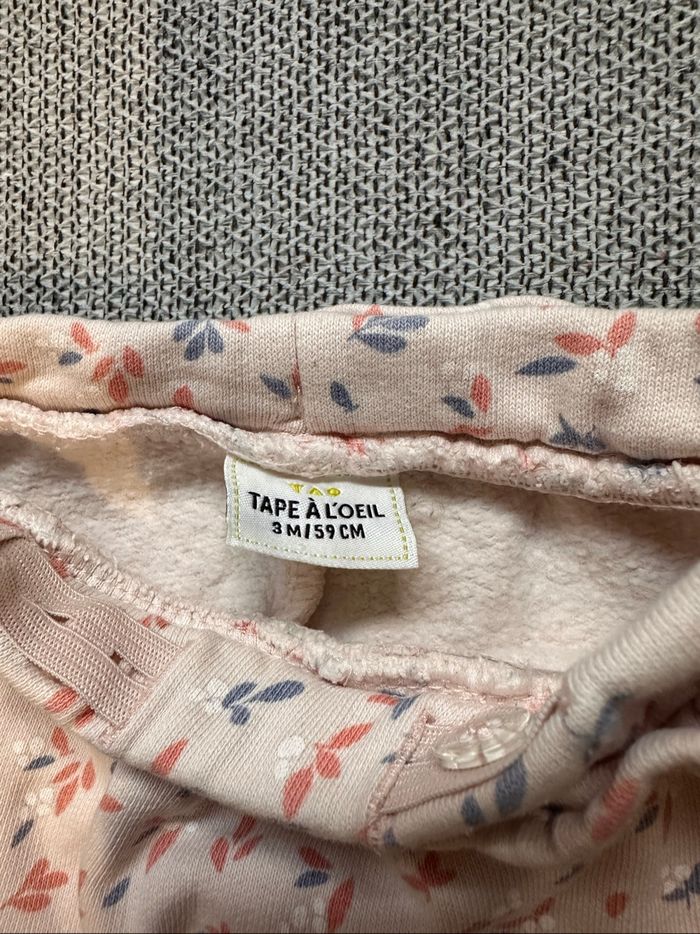 TAO
TAPE À L'OEIL
3M/59CM